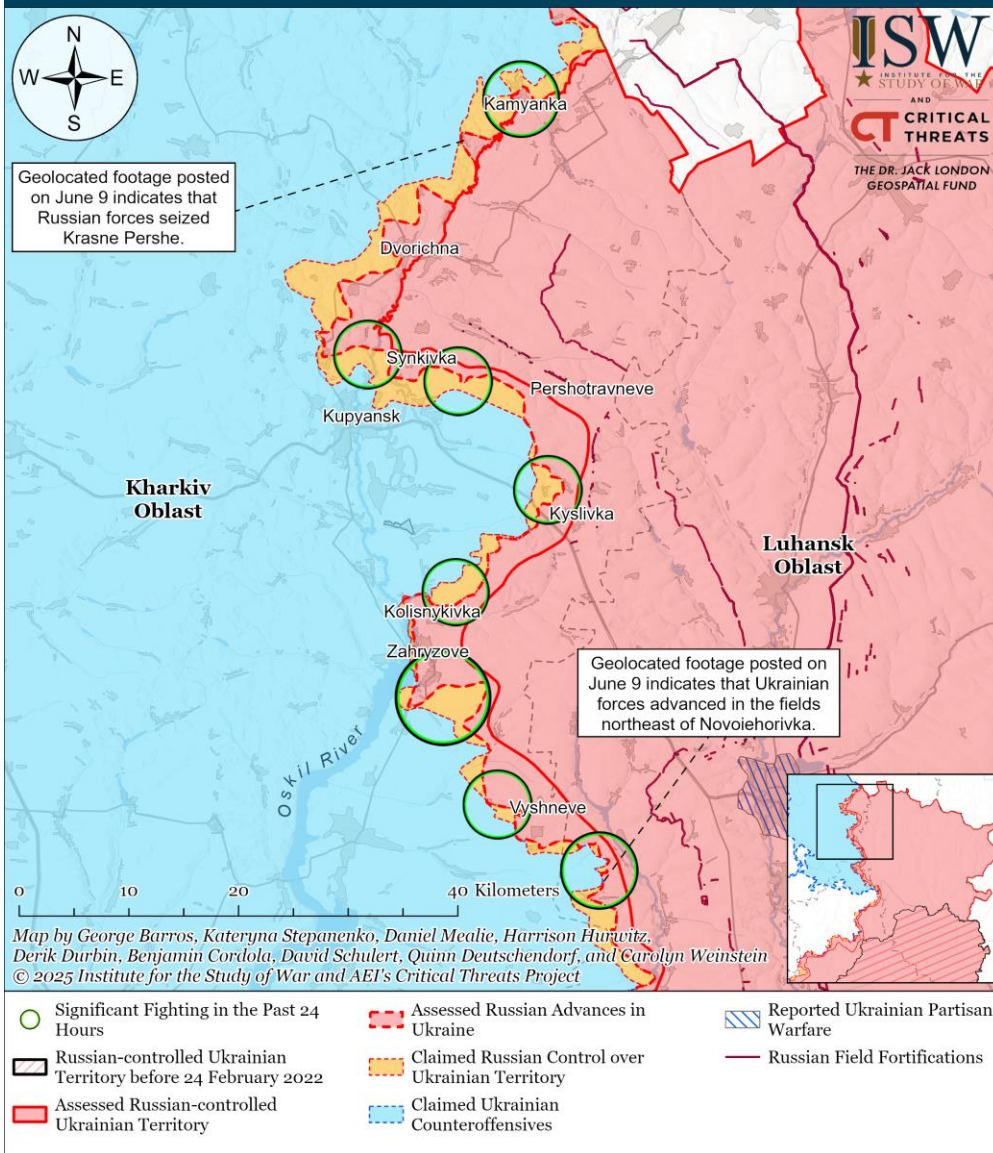 N
W
E
S
ISW
INSTITUTE FOR THE
STUDY OF WAR
AND
CT CRITICAL
THREATS
THE DR. JACK LONDON
GEOSPATIAL FUND
Kamyanka
Geolocated footage posted
on June 9 indicates that
Russian forces seized
Krasne Pershe.
Dvorichna
Synkivka
Pershotravneve
Kupyansk
Kharkiv
Oblast
Kyslivka
Luhansk
Oblast
Kolisnykivka
Zahryzove
Geolocated footage posted on
June 9 indicates that Ukrainian
forces advanced in the fields
northeast of Novoiehorivka.
Oskil River
Vyshneve
0 10 20 40 Kilometers
Map by George Barros, Kateryna Stepanenko, Daniel Mealie, Harrison Hurwitz,
Derik Durbin, Benjamin Cordola, David Schulert, Quinn Deutschendorf, and Carolyn Weinstein
© 2025 Institute for the Study of War and AEI's Critical Threats Project
Significant Fighting in the Past 24
Hours
Russian-controlled Ukrainian
Territory before 24 February 2022
Assessed Russian-controlled
Ukrainian Territory
Assessed Russian Advances in
Ukraine
Claimed Russian Control over
Ukrainian Territory
Claimed Ukrainian
Counteroffensives
Reported Ukrainian Partisan
Warfare
Russian Field Fortifications